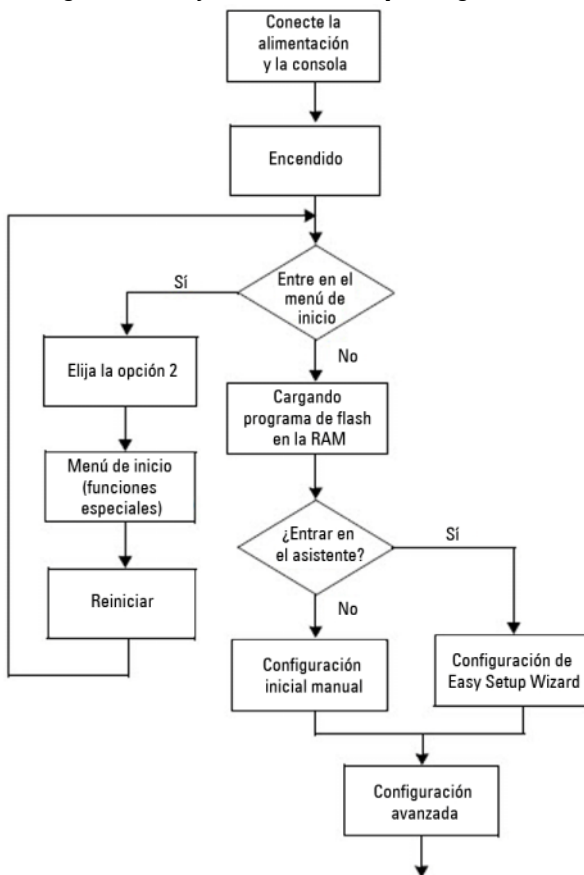 Conecte la
alimentación
y la consola
Encendido
Entre en el
menú de
inicio
Sí
No
Elija la opción 2
Cargando
programa de flash
en la RAM
Menú de inicio
(funciones
especiales)
¿Entrar en
el asistente?
Sí
No
Reiniciar
Configuración
inicial manual
Configuración de
Easy Setup Wizard
Configuración
avanzada